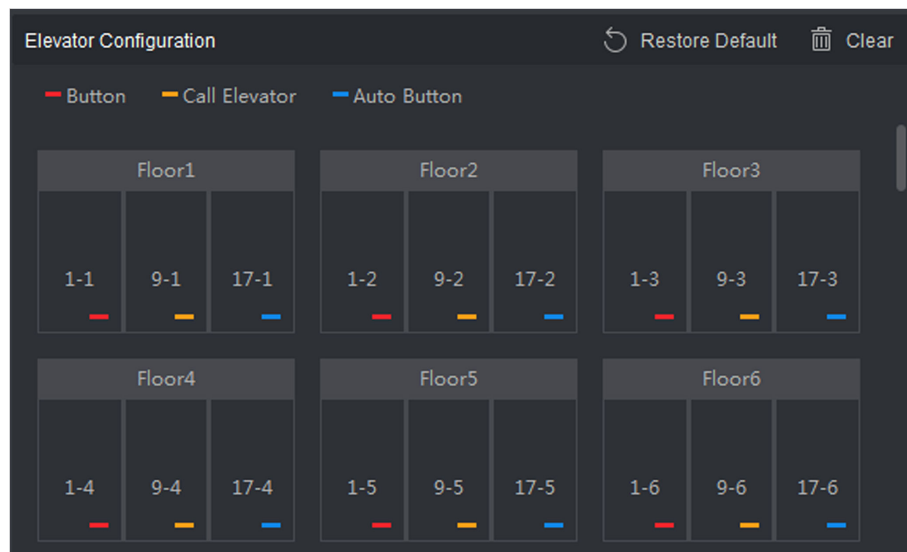 Elevator Configuration Restore Default Clear
Button Call Elevator Auto Button
Floor1 Floor2 Floor3
1-1 9-1 17-1 1-2 9-2 17-2 1-3 9-3 17-3
Floor4 Floor5 Floor6
1-4 9-4 17-4 1-5 9-5 17-5 1-6 9-6 17-6